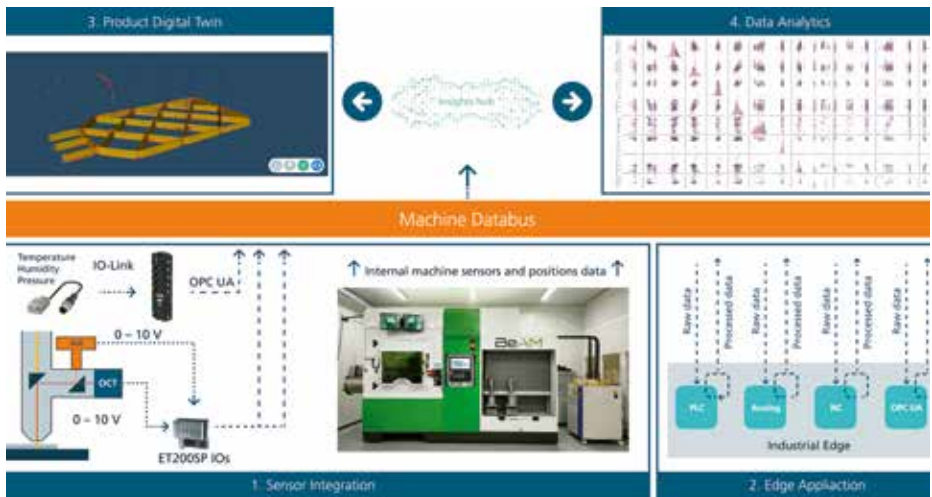 3. Product Digital Twin
4. Data Analytics
Insights hub
Machine Databus
Temperature
Humidity
Pressure
IO-Link
OPC UA
Internal machine sensors and positions data
0 – 10 V
OCT
0 – 10 V
ET200SP IOs
BeAM
Raw data
Processed data
Raw data
Processed data
Raw data
Processed data
Raw data
Processed data
PLC
Analog
NC
OPC UA
Industrial Edge
1. Sensor Integration
2. Edge Appliaction